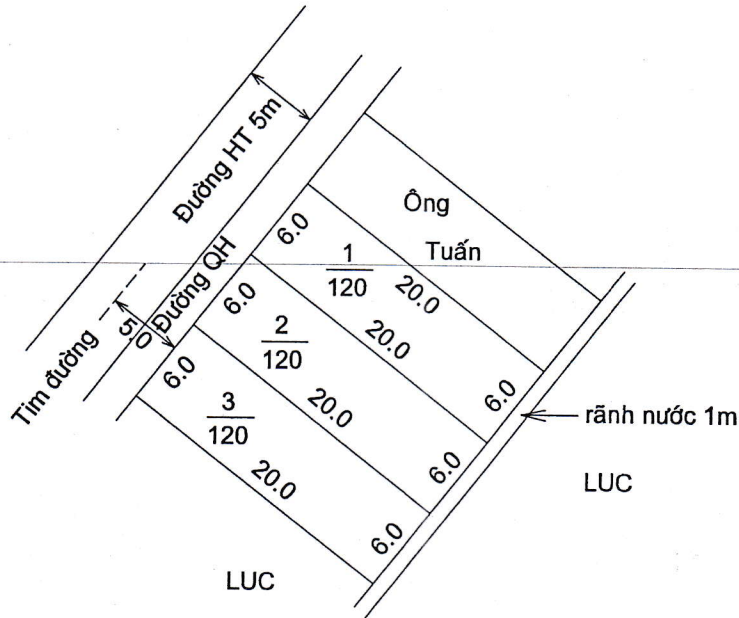 Đường HT 5m
Ông
Tuấn
Đường QH
Tim đường
5.0
6.0
1
120
20.0
6.0
2
120
20.0
6.0
6.0
3
120
20.0
20.0
6.0
6.0
rãnh nước 1m
LUC
LUC